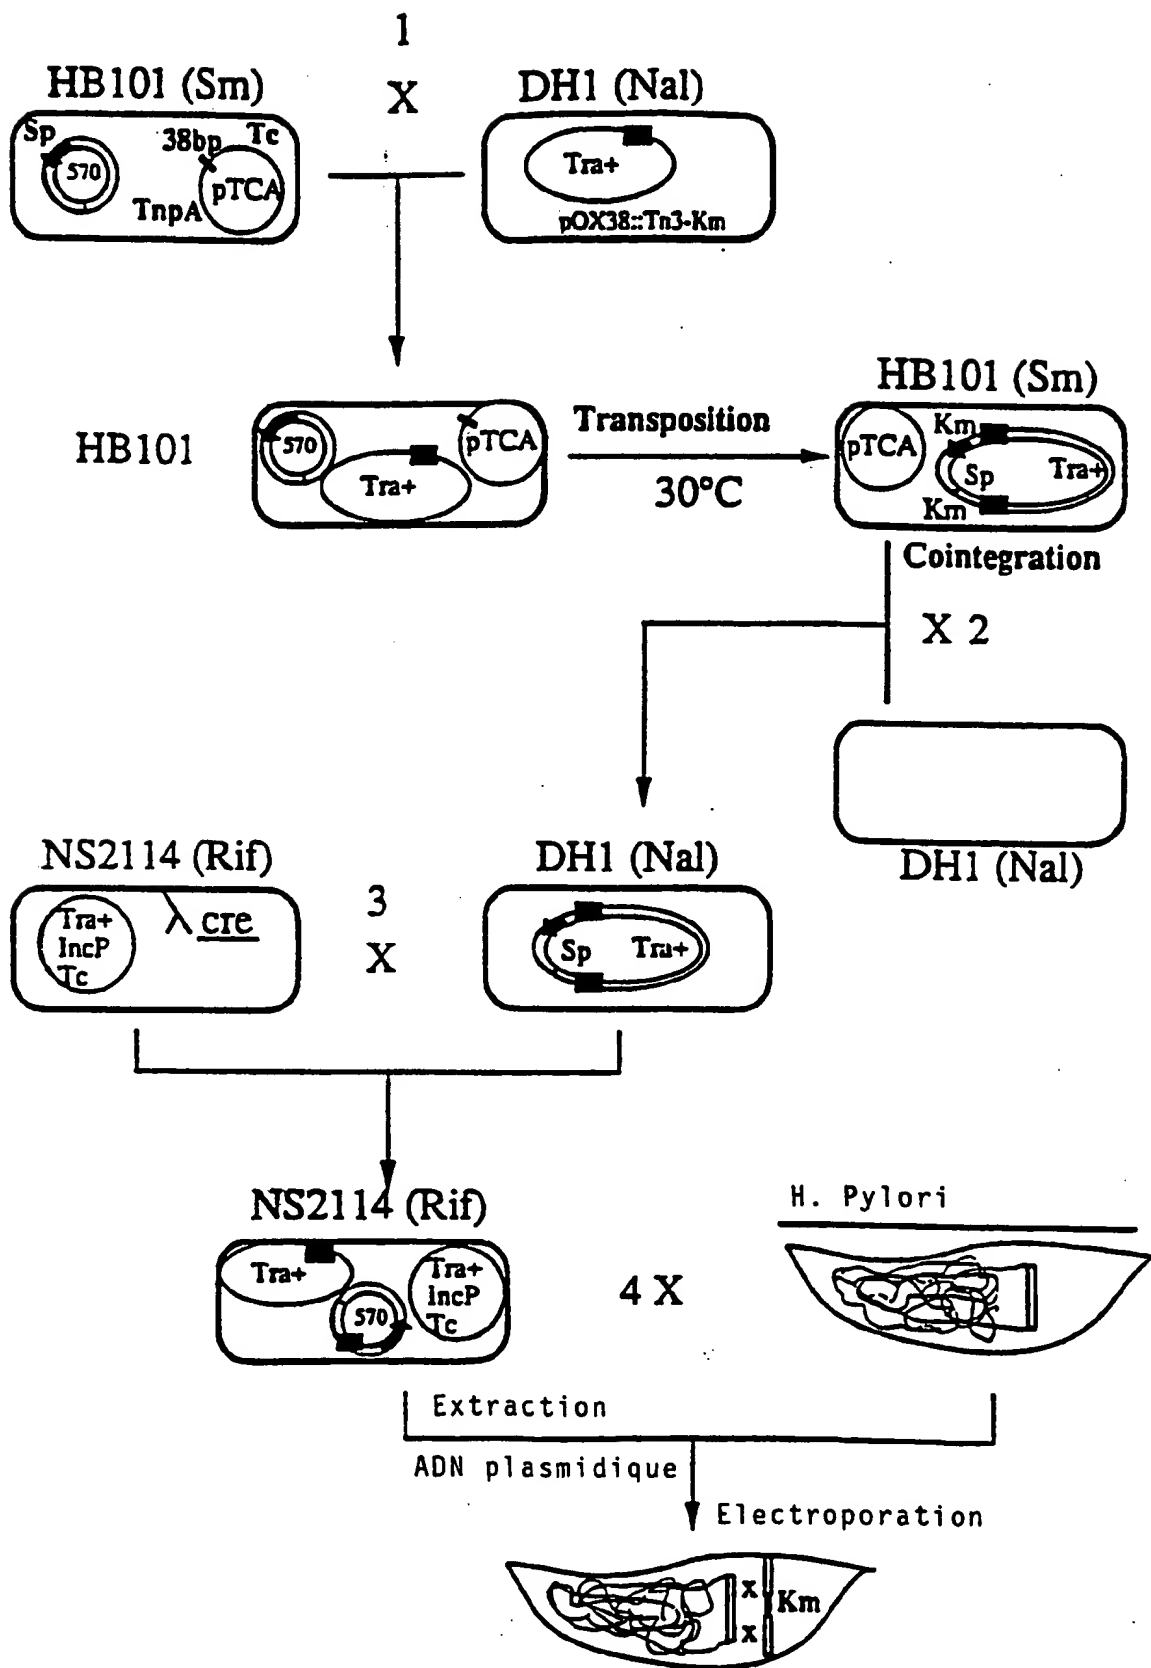 1
HB101 (Sm)
X
DH1 (Nal)
Sp
570
38bp
Tc
pTCA
TnpA
Tra+
pOX38::Tn3-Km
HB101
570
Tra+
pTCA
Transposition
30°C
HB101 (Sm)
pTCA
Km
Sp
Tra+
Km
Cointegration
X 2
DH1 (Nal)
NS2114 (Rif)
Tra+
IncP
Tc
λ cre
3
X
DH1 (Nal)
Sp
Tra+
NS2114 (Rif)
Tra+
570
Tra+
IncP
Tc
4 X
H. Pylori
Extraction
ADN plasmidique
Electroporation
x
Km
x